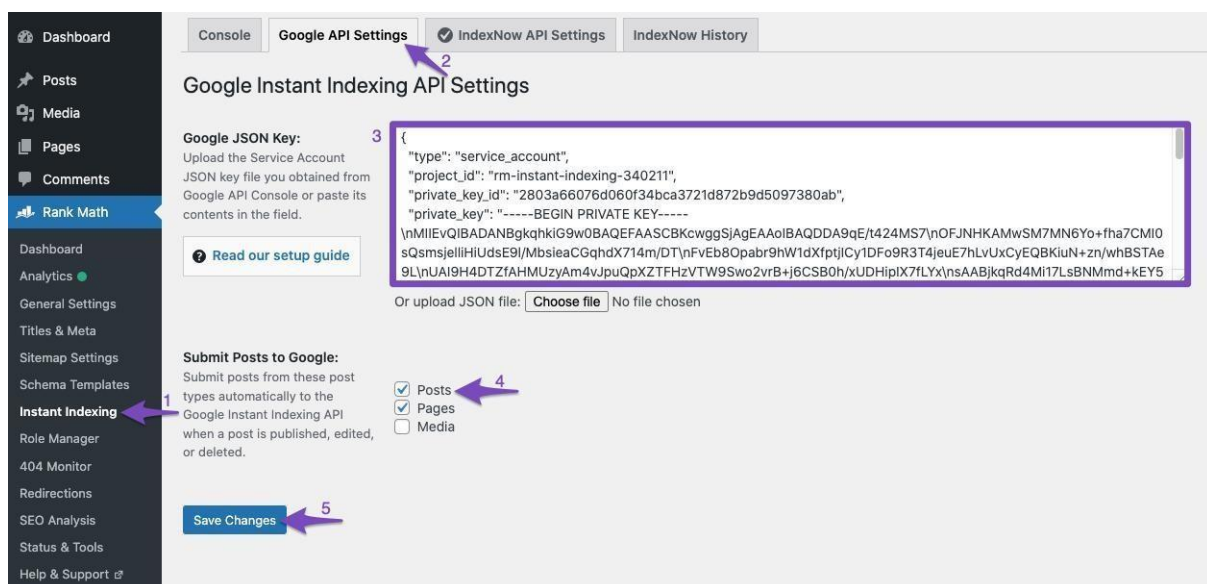 Dashboard
Posts
Media
Pages
Comments
Rank Math
Dashboard
Analytics
General Settings
Titles & Meta
Sitemap Settings
Schema Templates
Instant Indexing
1
Role Manager
404 Monitor
Redirections
SEO Analysis
Status & Tools
Help & Support
Console
Google API Settings
IndexNow API Settings
IndexNow History
2
Google Instant Indexing API Settings
Google JSON Key:
Upload the Service Account
JSON key file you obtained from
Google API Console or paste its
contents in the field.
Read our setup guide
3
{
"type": "service_account",
"project_id": "rm-instant-indexing-340211",
"private_key_id": "2803a66076d060f34bca3721d872b9d5097380ab",
"private_key": "-----BEGIN PRIVATE KEY-----
Or upload JSON file: Choose file No file chosen
Submit Posts to Google:
Submit posts from these post
types automatically to the
Google Instant Indexing API
when a post is published, edited,
or deleted.
Posts
4
Pages
Media
Save Changes
5